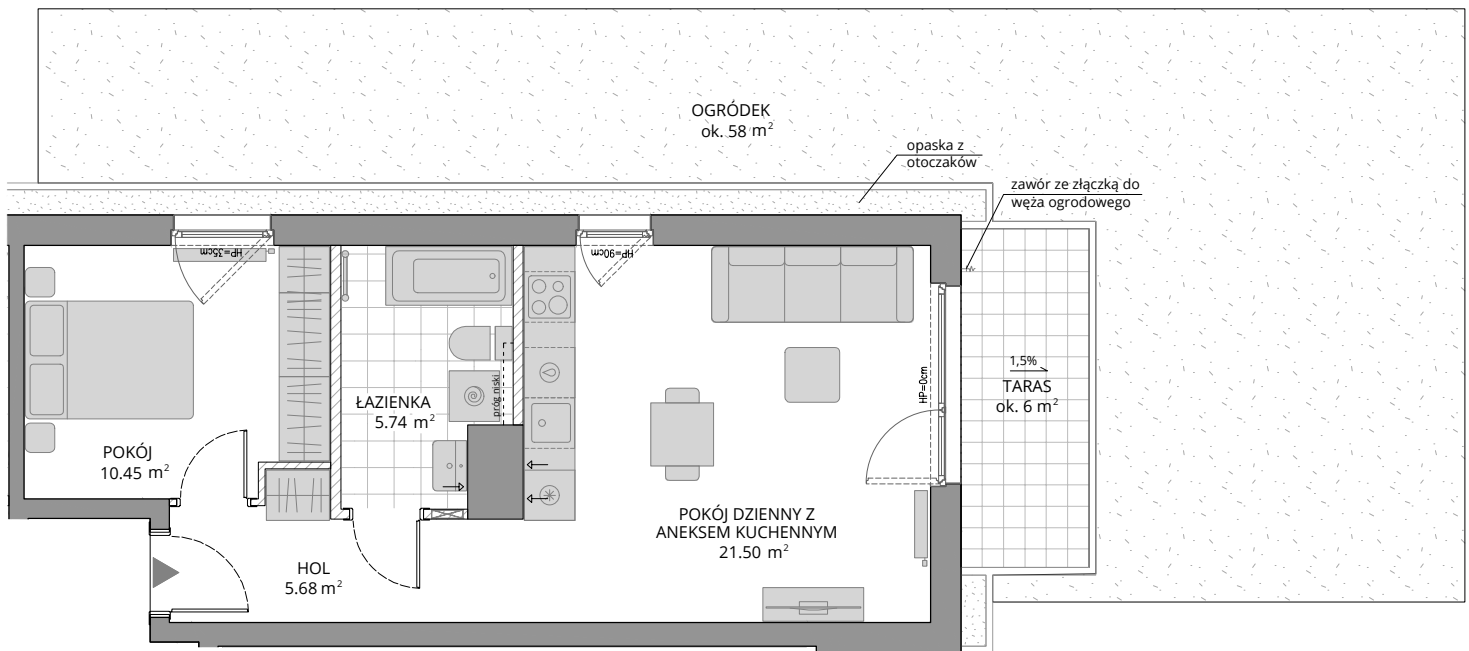 OGRÓDEK
ok. 58 m²
opaska z
otoczaków
zawór ze złączką do
węża ogrodowego
HP=35cm
HP=90cm
HP=0cm
1,5%
TARAS
ok. 6 m²
próg niski
ŁAZIENKA
5.74 m²
POKÓJ
10.45 m²
POKÓJ DZIENNY Z
ANEKSEM KUCHENNYM
21.50 m²
HOL
5.68 m²